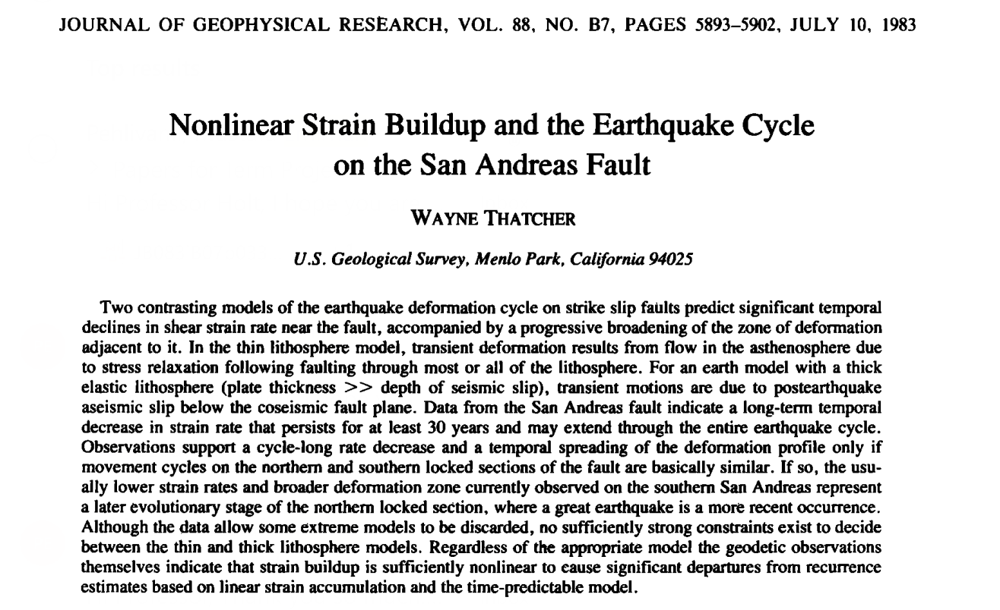 JOURNAL OF GEOPHYSICAL RESEARCH, VOL. 88, NO. B7, PAGES 5893–5902, JULY 10, 1983
Nonlinear Strain Buildup and the Earthquake Cycle
on the San Andreas Fault
WAYNE THATCHER
U.S. Geological Survey, Menlo Park, California 94025
Two contrasting models of the earthquake deformation cycle on strike slip faults predict significant temporal
declines in shear strain rate near the fault, accompanied by a progressive broadening of the zone of deformation
adjacent to it. In the thin lithosphere model, transient deformation results from flow in the asthenosphere due
to stress relaxation following faulting through most or all of the lithosphere. For an earth model with a thick
elastic lithosphere (plate thickness >> depth of seismic slip), transient motions are due to postearthquake
aseismic slip below the coseismic fault plane. Data from the San Andreas fault indicate a long-term temporal
decrease in strain rate that persists for at least 30 years and may extend through the entire earthquake cycle.
Observations support a cycle-long rate decrease and a temporal spreading of the deformation profile only if
movement cycles on the northern and southern locked sections of the fault are basically similar. If so, the usu-
ally lower strain rates and broader deformation zone currently observed on the southern San Andreas represent
a later evolutionary stage of the northern locked section, where a great earthquake is a more recent occurrence.
Although the data allow some extreme models to be discarded, no sufficiently strong constraints exist to decide
between the thin and thick lithosphere models. Regardless of the appropriate model the geodetic observations
themselves indicate that strain buildup is sufficiently nonlinear to cause significant departures from recurrence
estimates based on linear strain accumulation and the time-predictable model.